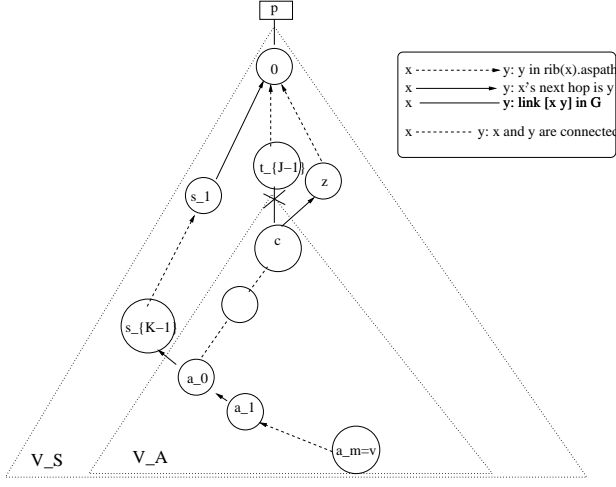 p
0
x y: y in rib(x).aspath
x y: x's next hop is y
x y: link [x y] in G
x y: x and y are connected
t_{J−1}
z
s_1
c
s_{K−1}
a_0
a_1
a_m=v
V_S
V_A